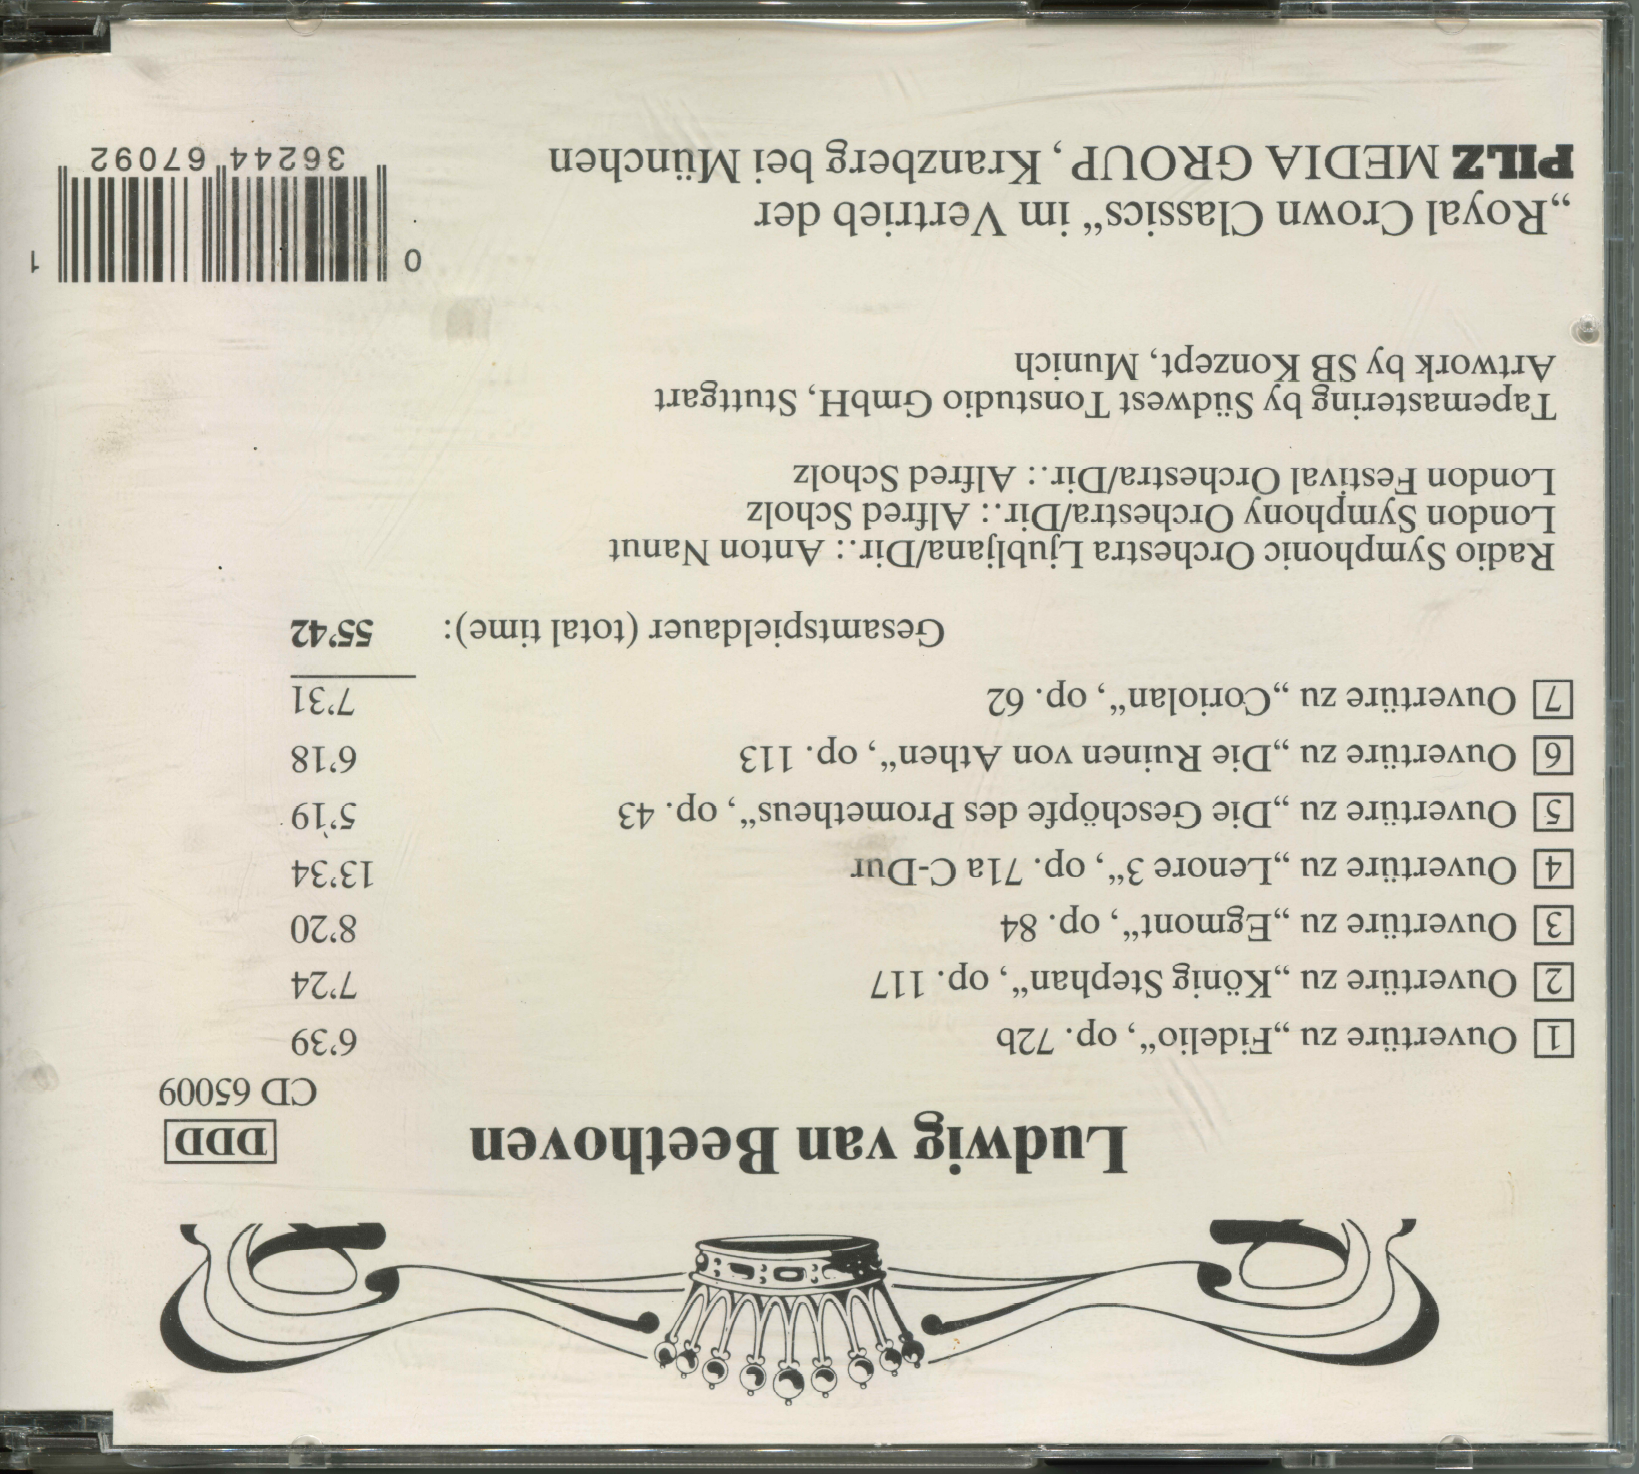 Ludwig van Beethoven
DDD
CD 65009
1 Ouvertüre zu „Fidelio“, op. 72b 6'39
2 Ouvertüre zu „König Stephan“, op. 117 7'24
3 Ouvertüre zu „Egmont“, op. 84 8'20
4 Ouvertüre zu „Lenore 3“, op. 71a C-Dur 13'34
5 Ouvertüre zu „Die Geschöpfe des Prometheus“, op. 43 5'19
6 Ouvertüre zu „Die Ruinen von Athen“, op. 113 6'18
7 Ouvertüre zu „Coriolan“, op. 62 7'31
Gesamtspieldauer (total time): 55'42
Radio Symphonic Orchestra Ljubljana/Dir.: Anton Nanut
London Symphony Orchestra/Dir.: Alfred Scholz
London Festival Orchestra/Dir.: Alfred Scholz
Tapemastering by Südwest Tonstudio GmbH, Stuttgart
Artwork by SB Konzept, Munich
„Royal Crown Classics“ im Vertrieb der
PILZ MEDIA GROUP, Kranzberg bei München
0 36244 67092 1